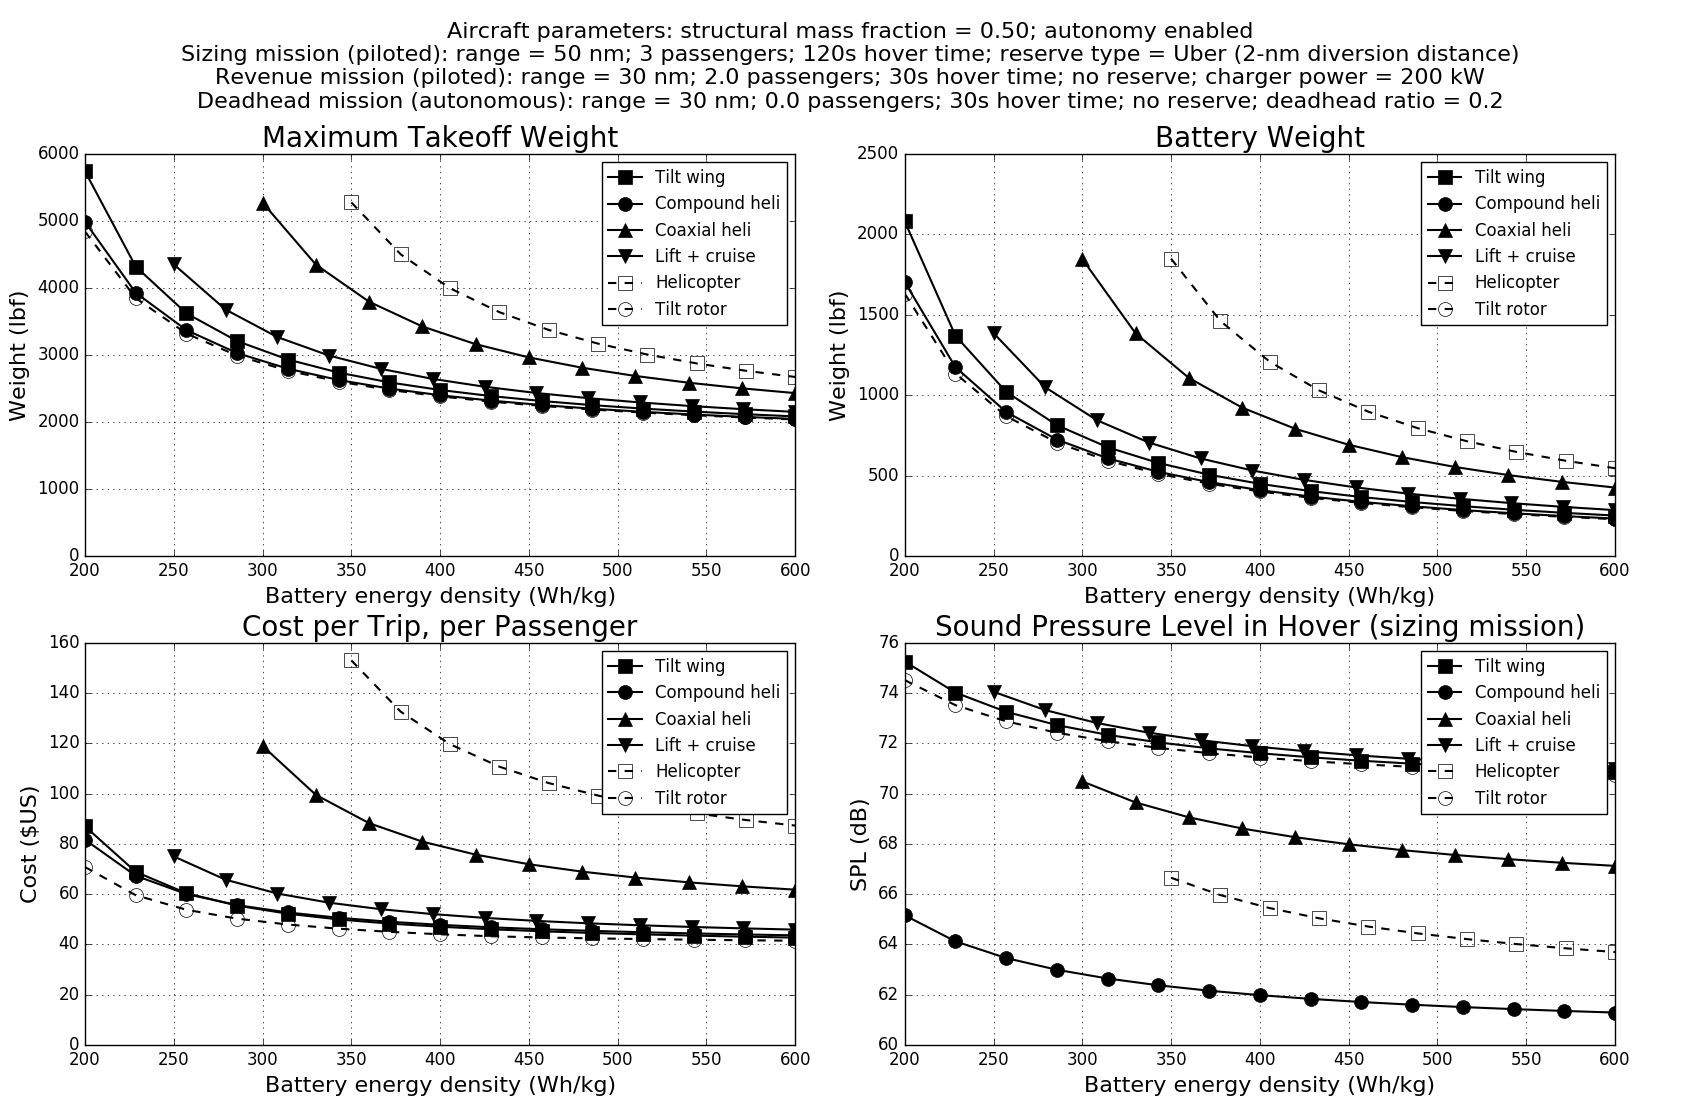 Aircraft parameters: structural mass fraction = 0.50; autonomy enabled
Sizing mission (piloted): range = 50 nm; 3 passengers; 120s hover time; reserve type = Uber (2-nm diversion distance)
Revenue mission (piloted): range = 30 nm; 2.0 passengers; 30s hover time; no reserve; charger power = 200 kW
Deadhead mission (autonomous): range = 30 nm; 0.0 passengers; 30s hover time; no reserve; deadhead ratio = 0.2
Maximum Takeoff Weight
6000
5000
4000
3000
2000
1000
0
Weight (lbf)
Tilt wing
Compound heli
Coaxial heli
Lift + cruise
Helicopter
Tilt rotor
200 250 300 350 400 450 500 550 600
Battery energy density (Wh/kg)
Battery Weight
2500
2000
1500
1000
500
0
Weight (lbf)
Tilt wing
Compound heli
Coaxial heli
Lift + cruise
Helicopter
Tilt rotor
200 250 300 350 400 450 500 550 600
Battery energy density (Wh/kg)
Cost per Trip, per Passenger
160
140
120
100
80
60
40
20
0
Cost ($US)
Tilt wing
Compound heli
Coaxial heli
Lift + cruise
Helicopter
Tilt rotor
200 250 300 350 400 450 500 550 600
Battery energy density (Wh/kg)
Sound Pressure Level in Hover (sizing mission)
76
74
72
70
68
66
64
62
60
SPL (dB)
Tilt wing
Compound heli
Coaxial heli
Lift + cruise
Helicopter
Tilt rotor
200 250 300 350 400 450 500 550 600
Battery energy density (Wh/kg)